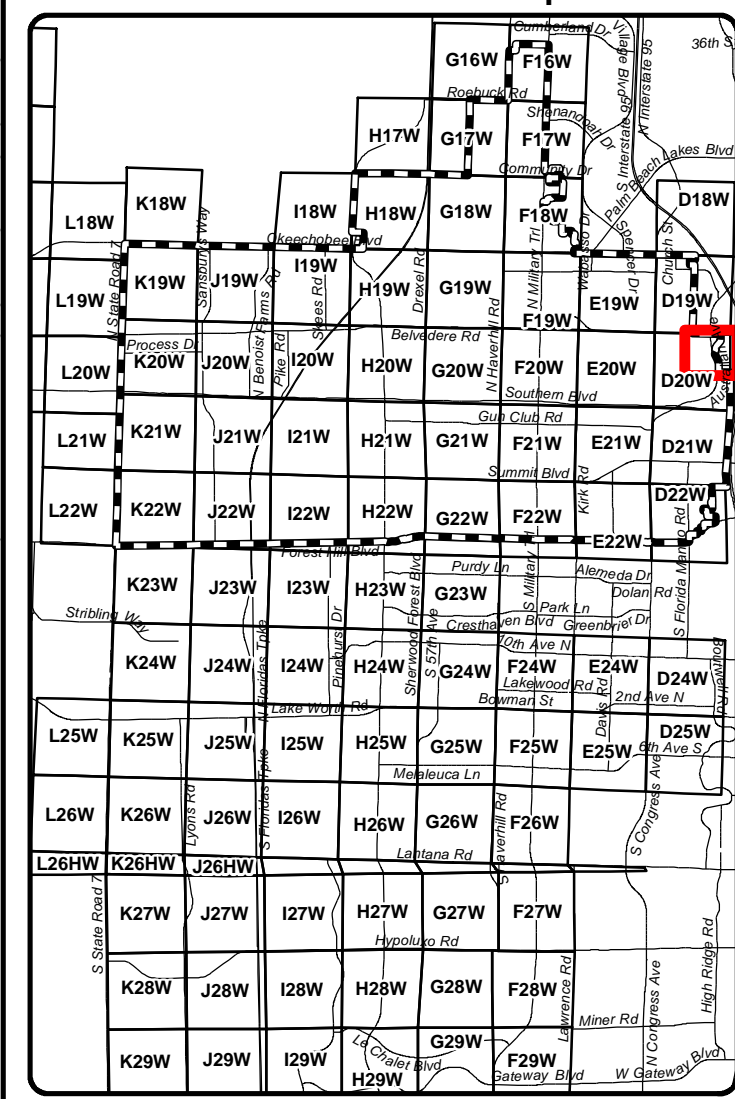 Cumberland Dr
Village Blvd
36th S
G16W F16W
N Interstate 95
S Interstate 95
Roebuck Rd
Shenandoah Dr
H17W G17W F17W
Palm Beach Lakes Blvd
Community Dr
K18W
L18W I18W H18W G18W F18W D18W
Okeechobee Blvd
N State Road 7
Sansburys Way
N Military Trl
Wabasso Dr
Spencer Dr
Church St
I19W
L19W K19W J19W H19W G19W E19W D19W
F19W
N Benoist Farms Rd
Skees Rd
Drexel Rd
N Haverhill Rd
Belvedere Rd
Process Dr
Pike Rd
L20W K20W J20W I20W H20W G20W F20W E20W D20W
Southern Blvd
Gun Club Rd
L21W K21W J21W I21W H21W G21W F21W E21W D21W
Summit Blvd
Kirk Rd
D22W
L22W K22W J22W I22W H22W G22W F22W E22W
Forest Hill Blvd
S Military Trl
S Florida Mango Rd
Purdy Ln
Alemeda Dr
K23W J23W I23W H23W G23W
Dolan Rd
Stribling Way
Pinehurst Dr
Sherwood Forest Blvd
S 57th Ave
Park Ln
Cresthaven Blvd Greenbrier Dr
10th Ave N
Boutwell Rd
K24W J24W I24W H24W G24W F24W E24W D24W
N Floridas Tpke
Lakewood Rd
2nd Ave N
Bowman St
Davis Rd
Lake Worth Rd
L25W K25W J25W I25W H25W G25W F25W E25W D25W
6th Ave S
Melaleuca Ln
S Floridas Tpke
Lyons Rd
S Haverhill Rd
S Congress Ave
L26W K26W J26W I26W H26W G26W F26W
Lantana Rd
L26HW K26HW J26HW
S State Road 7
K27W J27W I27W H27W G27W F27W
Hypoluxo Rd
High Ridge Rd
K28W J28W I28W H28W G28W F28W
Lawrence Rd
N Congress Ave
Miner Rd
K29W J29W I29W H29W G29W F29W
Le Chalet Blvd
Gateway Blvd
W Gateway Blvd